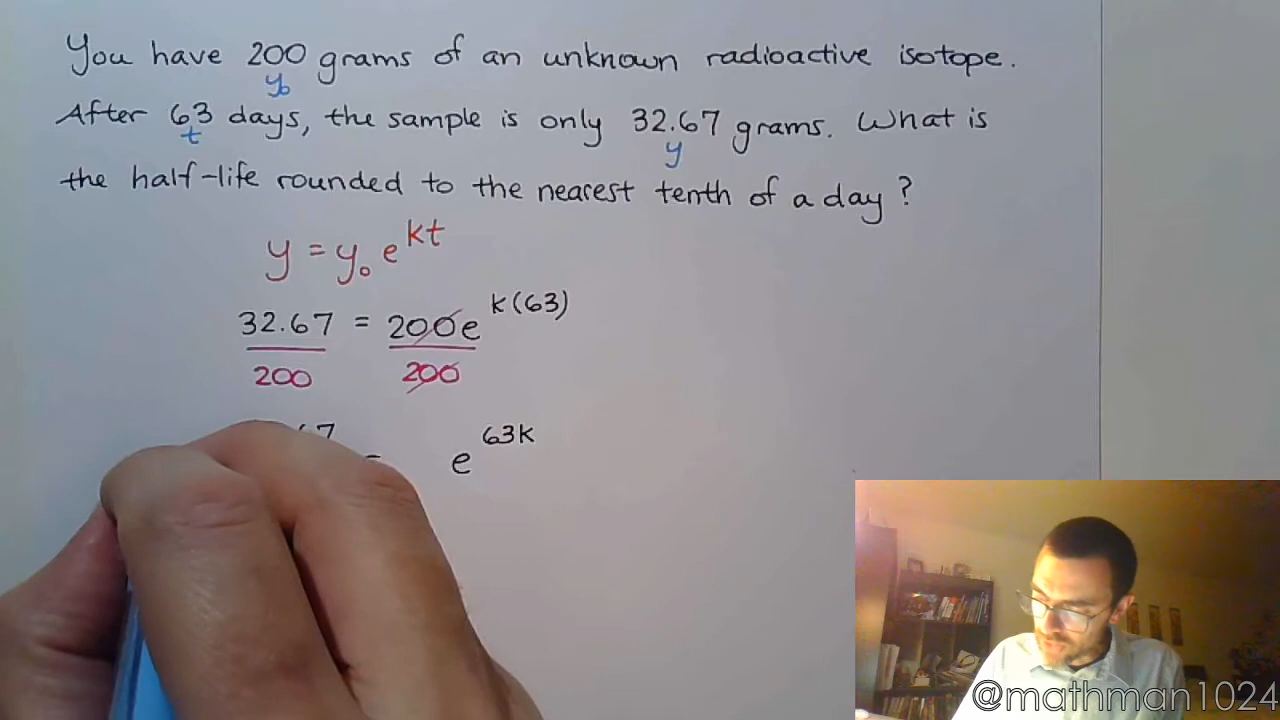 You have 200 grams of an unknown radioactive isotope.
y₀
After 63 days, the sample is only 32.67 grams. What is
t
y
the half-life rounded to the nearest tenth of a day?
y = y₀ e^kt
32.67 = 200e^k(63)
200 200
67 = e^63k
@mathman1024